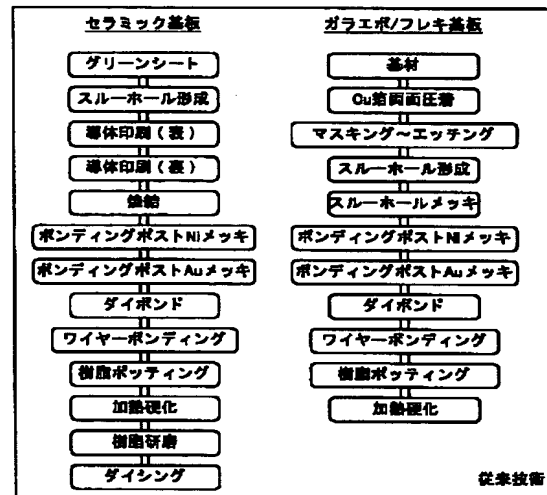 セラミック基板
グリーンシート
スルーホール形成
導体印刷（表）
導体印刷（裏）
焼結
ボンディングポストNiメッキ
ボンディングポストAuメッキ
ダイボンド
ワイヤーボンディング
樹脂ポッティング
加熱硬化
樹脂研磨
ダイシング
ガラエポ/フレキ基板
基材
Cu箔両面圧着
マスキング～エッチング
スルーホール形成
スルーホールメッキ
ボンディングポストNiメッキ
ボンディングポストAuメッキ
ダイボンド
ワイヤーボンディング
樹脂ポッティング
加熱硬化
従来技術